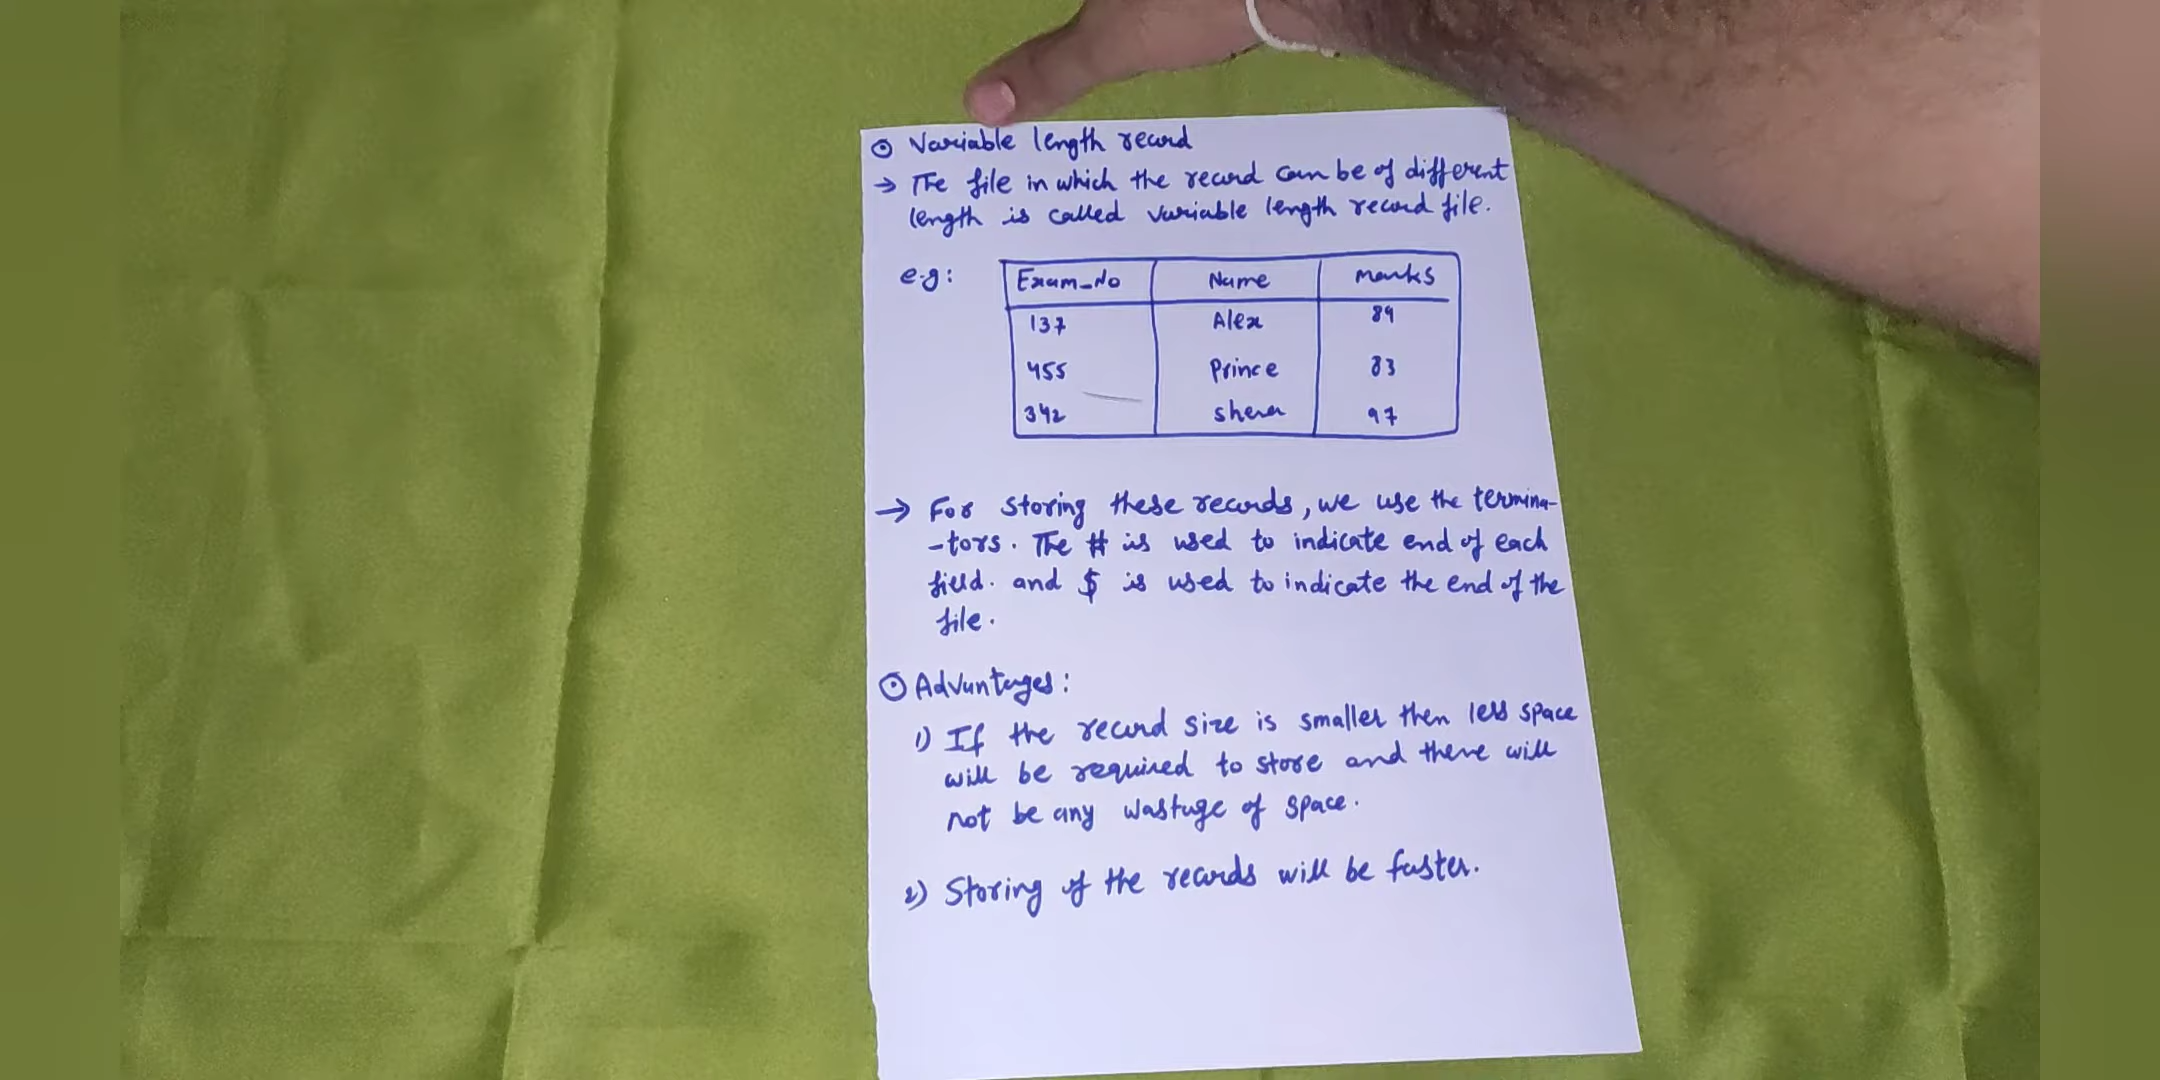 Variable length record
→ The file in which the record can be of different
length is called variable length record file.
e.g: Exam_No Name Marks
137 Alex 89
455 Prince 83
342 sherer 97
→ For storing these records, we use the termina-
-tors. The # is used to indicate end of each
field. and $ is used to indicate the end of the
file.
Advantages:
1) If the record size is smaller then less space
will be required to store and there will
not be any wastage of space.
2) Storing of the records will be faster.